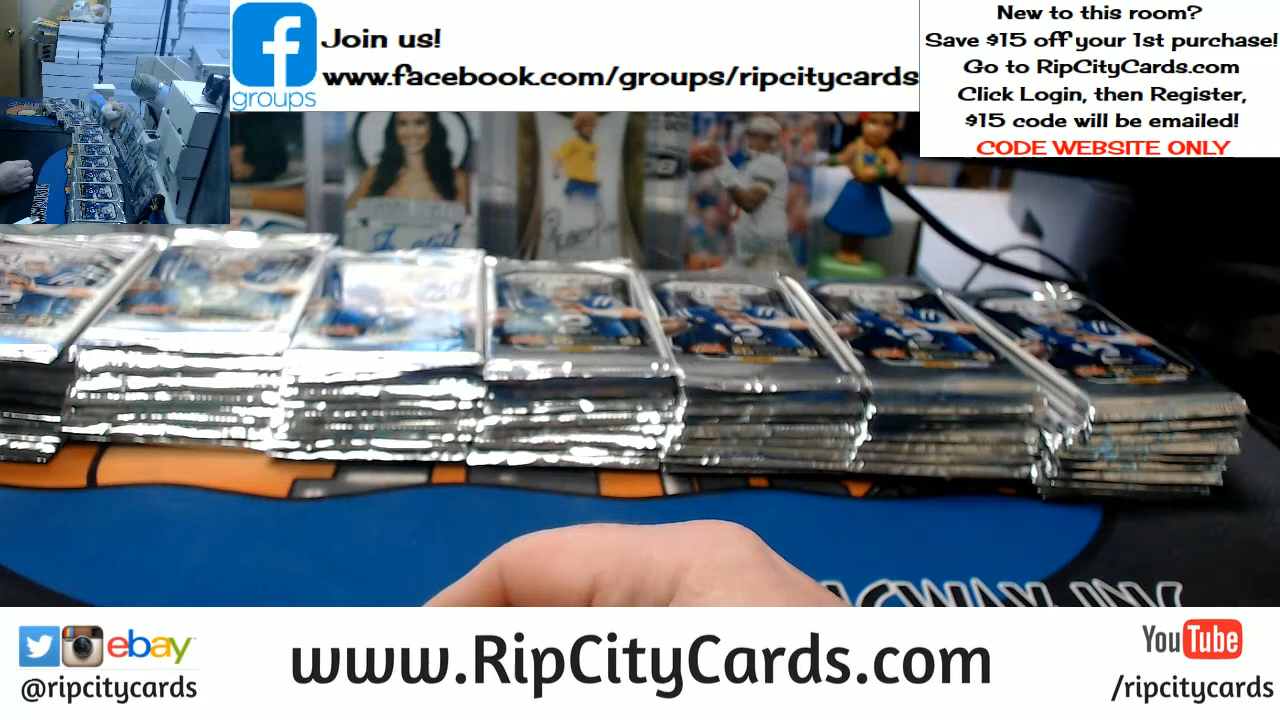 Join us!
www.facebook.com/groups/ripcitycards
groups
New to this room?
Save $15 off your 1st purchase!
Go to RipCityCards.com
Click Login, then Register,
$15 code will be emailed!
CODE WEBSITE ONLY
ebay
@ripcitycards
www.RipCityCards.com
YouTube
/ripcitycards